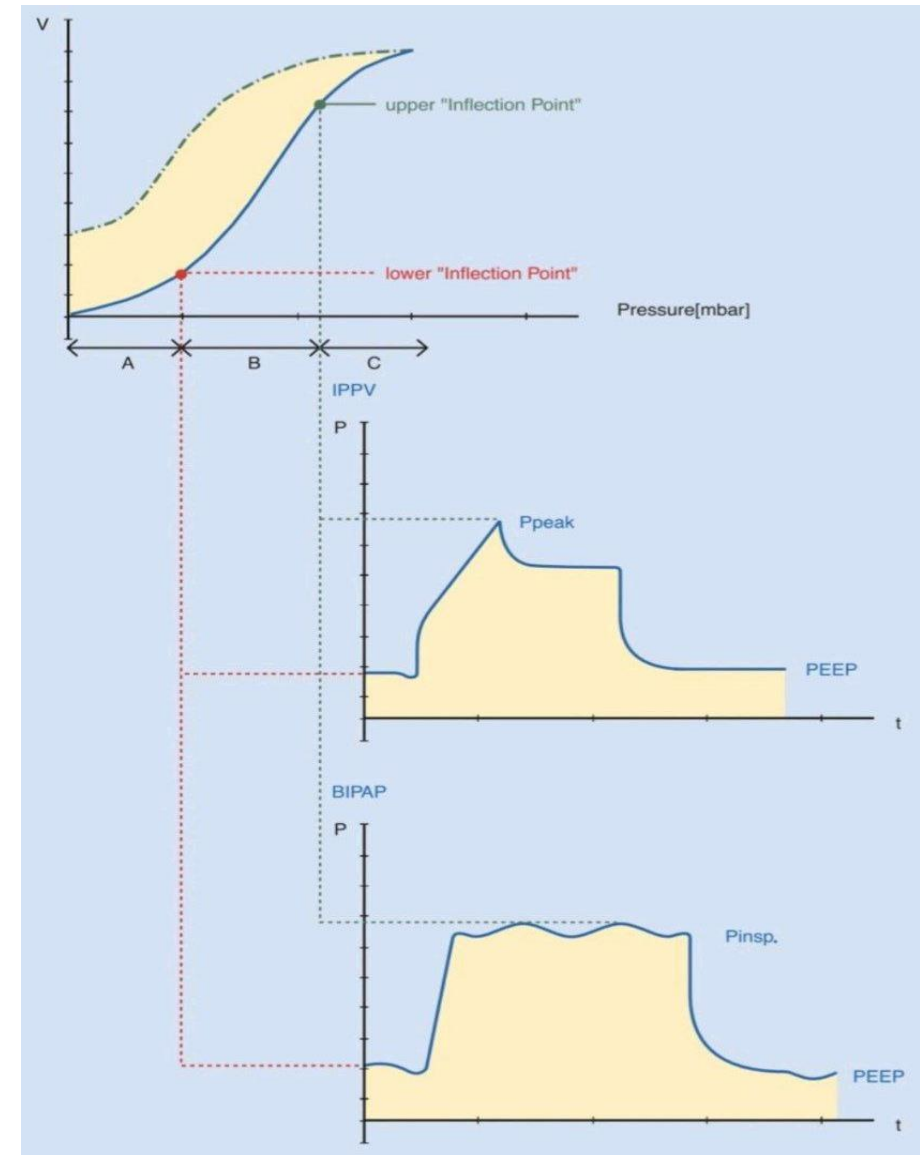 V
upper "Inflection Point"
lower "Inflection Point"
Pressure[mbar]
A B C
IPPV
P
Ppeak
PEEP
t
BIPAP
P
Pinsp.
PEEP
t